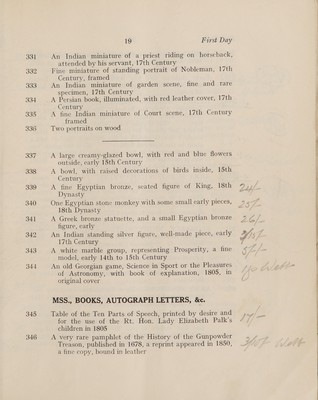 10 First Day
331 An Indian miniature of a priest riding on horseback,
attended by his servant, 17th Century
332 Fine miniature of standing portrait of Nobleman, 17th
Century, framed
333 An Indian miniature of garden scene, fine and rare
specimen, 17th Century
334 A Persian book, illuminated, with red leather cover, 17th
Century
335 A fine Indian miniature of Court scene, 17th Century
framed
336 Two portraits on wood
337 A large creamy-glazed bowl, with red and blue flowers
outside, early 15th Century
338 A bowl, with raised decorations of birds inside, 15th
Century
339 A fine Egyptian bronze, seated figure of King, 18th
Dynasty 24/-
340 One Egyptian stone monkey with some small early pieces,
18th Dynasty 25/-
341 A Greek bronze statuette, and a small Egyptian bronze
figure, early 26/-
342 An Indian standing silver figure, well-made piece, early
17th Century
343 A white marble group, representing Prosperity, a fine
model, early 14th to 15th Century
344 An old Georgian game, Science in Sport or the Pleasures
of Astronomy, with book of explanation, 1805, in
original cover
MSS., BOOKS, AUTOGRAPH LETTERS, &c.
345 Table of the Ten Parts of Speech, printed by desire and
for the use of the Rt. Hon. Lady Elizabeth Palk's
children in 1805 17/-
346 A very rare pamphlet of the History of the Gunpowder
Treason, published in 1678, a reprint appeared in 1850,
a fine copy, bound in leather